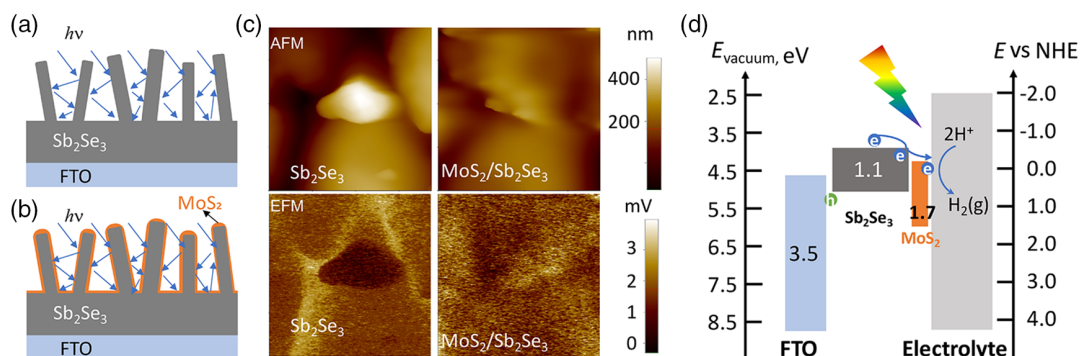 (a)
hν
Sb₂Se₃
FTO
(b)
hν
MoS₂
Sb₂Se₃
FTO
(c)
AFM
Sb₂Se₃
MoS₂/Sb₂Se₃
nm
400
200
EFM
Sb₂Se₃
MoS₂/Sb₂Se₃
mV
3
2
1
0
(d)
Evacuum, eV
2.5
3.5
4.5
5.5
6.5
7.5
8.5
E vs NHE
-2.0
-1.0
0.0
1.0
2.0
3.0
4.0
e
e
e
h
2H⁺
H₂(g)
1.1
1.7
3.5
Sb₂Se₃
MoS₂
FTO
Electrolyte